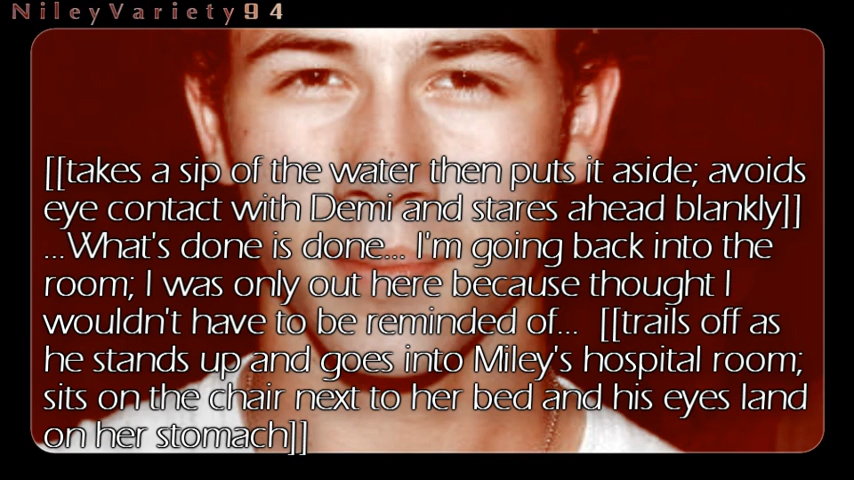 NileyVariety94
[[takes a sip of the water then puts it aside; avoids
eye contact with Demi and stares ahead blankly]]
...What's done is done... I'm going back into the
room; I was only out here because thought I
wouldn't have to be reminded of... [[trails off as
he stands up and goes into Miley's hospital room;
sits on the chair next to her bed and his eyes land
on her stomach]]